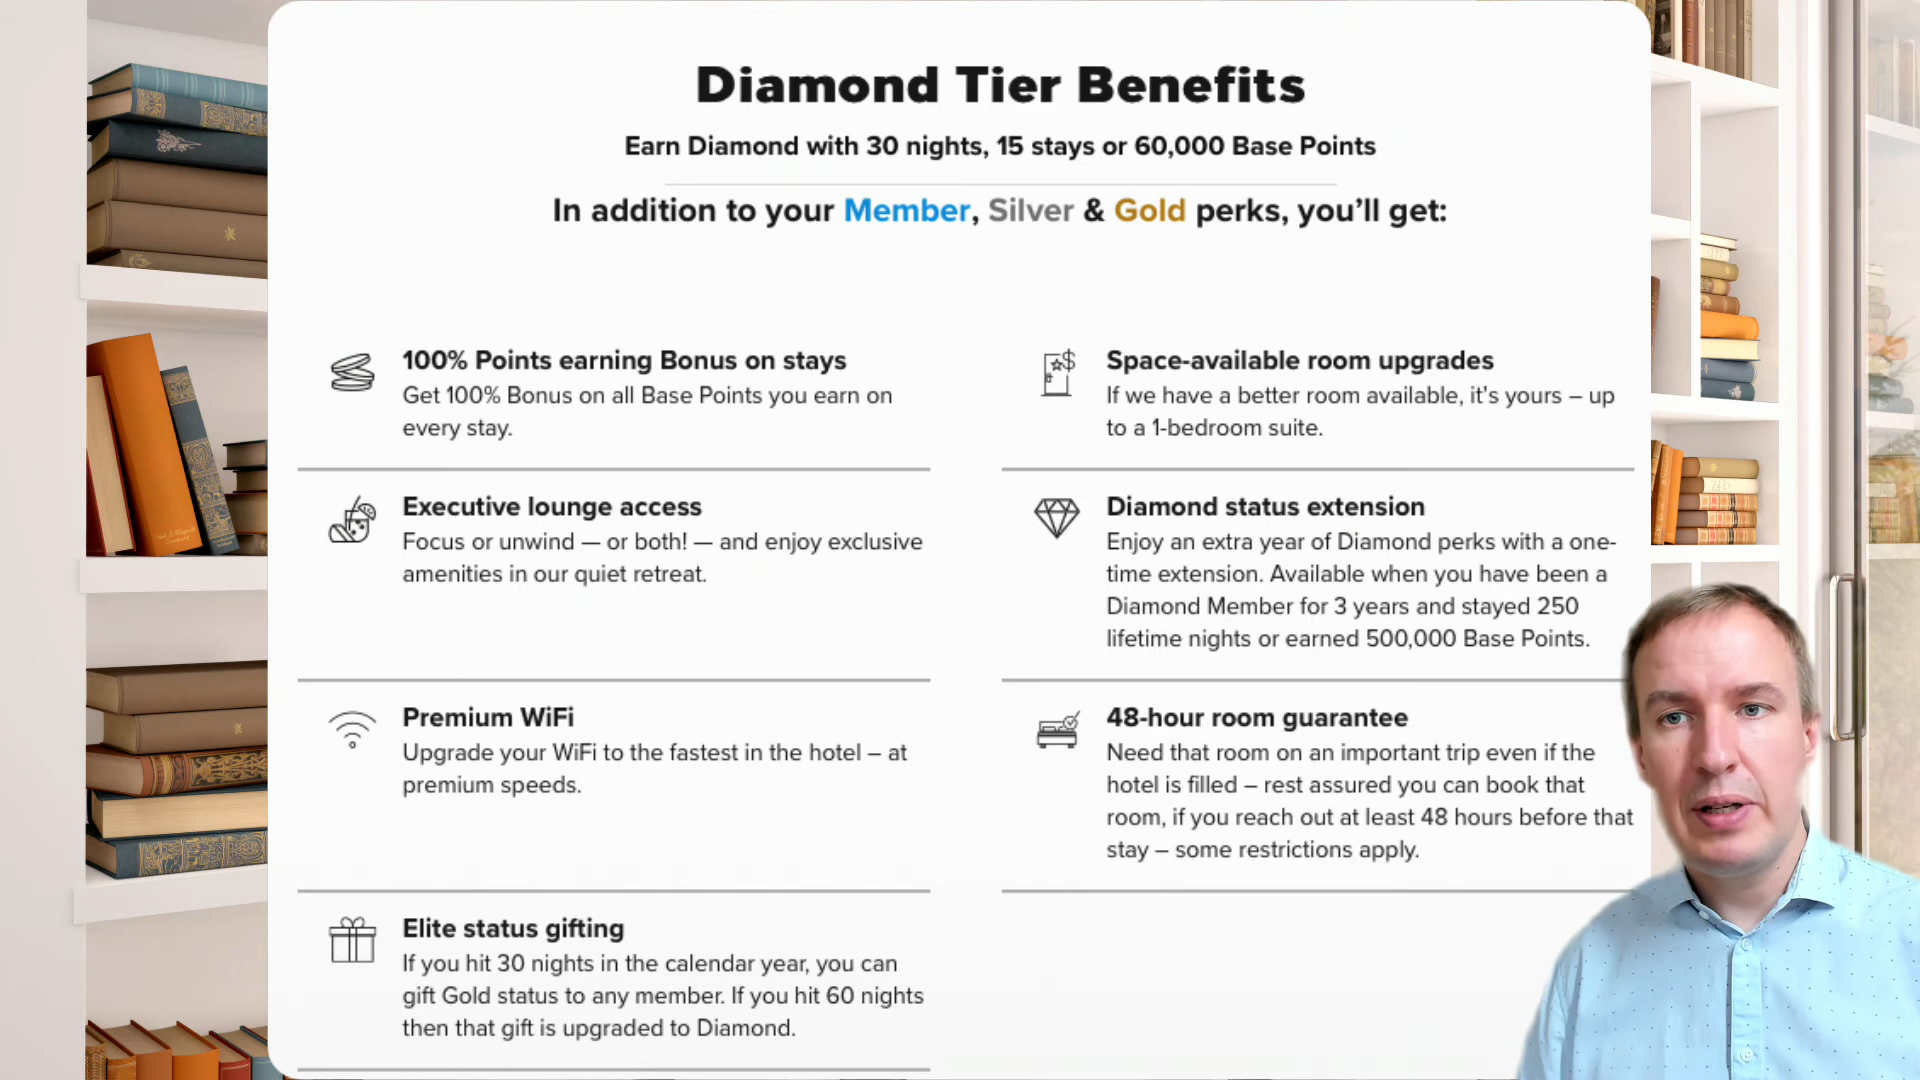 Diamond Tier Benefits
Earn Diamond with 30 nights, 15 stays or 60,000 Base Points
In addition to your Member, Silver & Gold perks, you’ll get:
100% Points earning Bonus on stays
Get 100% Bonus on all Base Points you earn on
every stay.
Space-available room upgrades
If we have a better room available, it’s yours – up
to a 1-bedroom suite.
Executive lounge access
Focus or unwind — or both! — and enjoy exclusive
amenities in our quiet retreat.
Diamond status extension
Enjoy an extra year of Diamond perks with a one-
time extension. Available when you have been a
Diamond Member for 3 years and stayed 250
lifetime nights or earned 500,000 Base Points.
Premium WiFi
Upgrade your WiFi to the fastest in the hotel – at
premium speeds.
48-hour room guarantee
Need that room on an important trip even if the
hotel is filled – rest assured you can book that
room, if you reach out at least 48 hours before that
stay – some restrictions apply.
Elite status gifting
If you hit 30 nights in the calendar year, you can
gift Gold status to any member. If you hit 60 nights
then that gift is upgraded to Diamond.